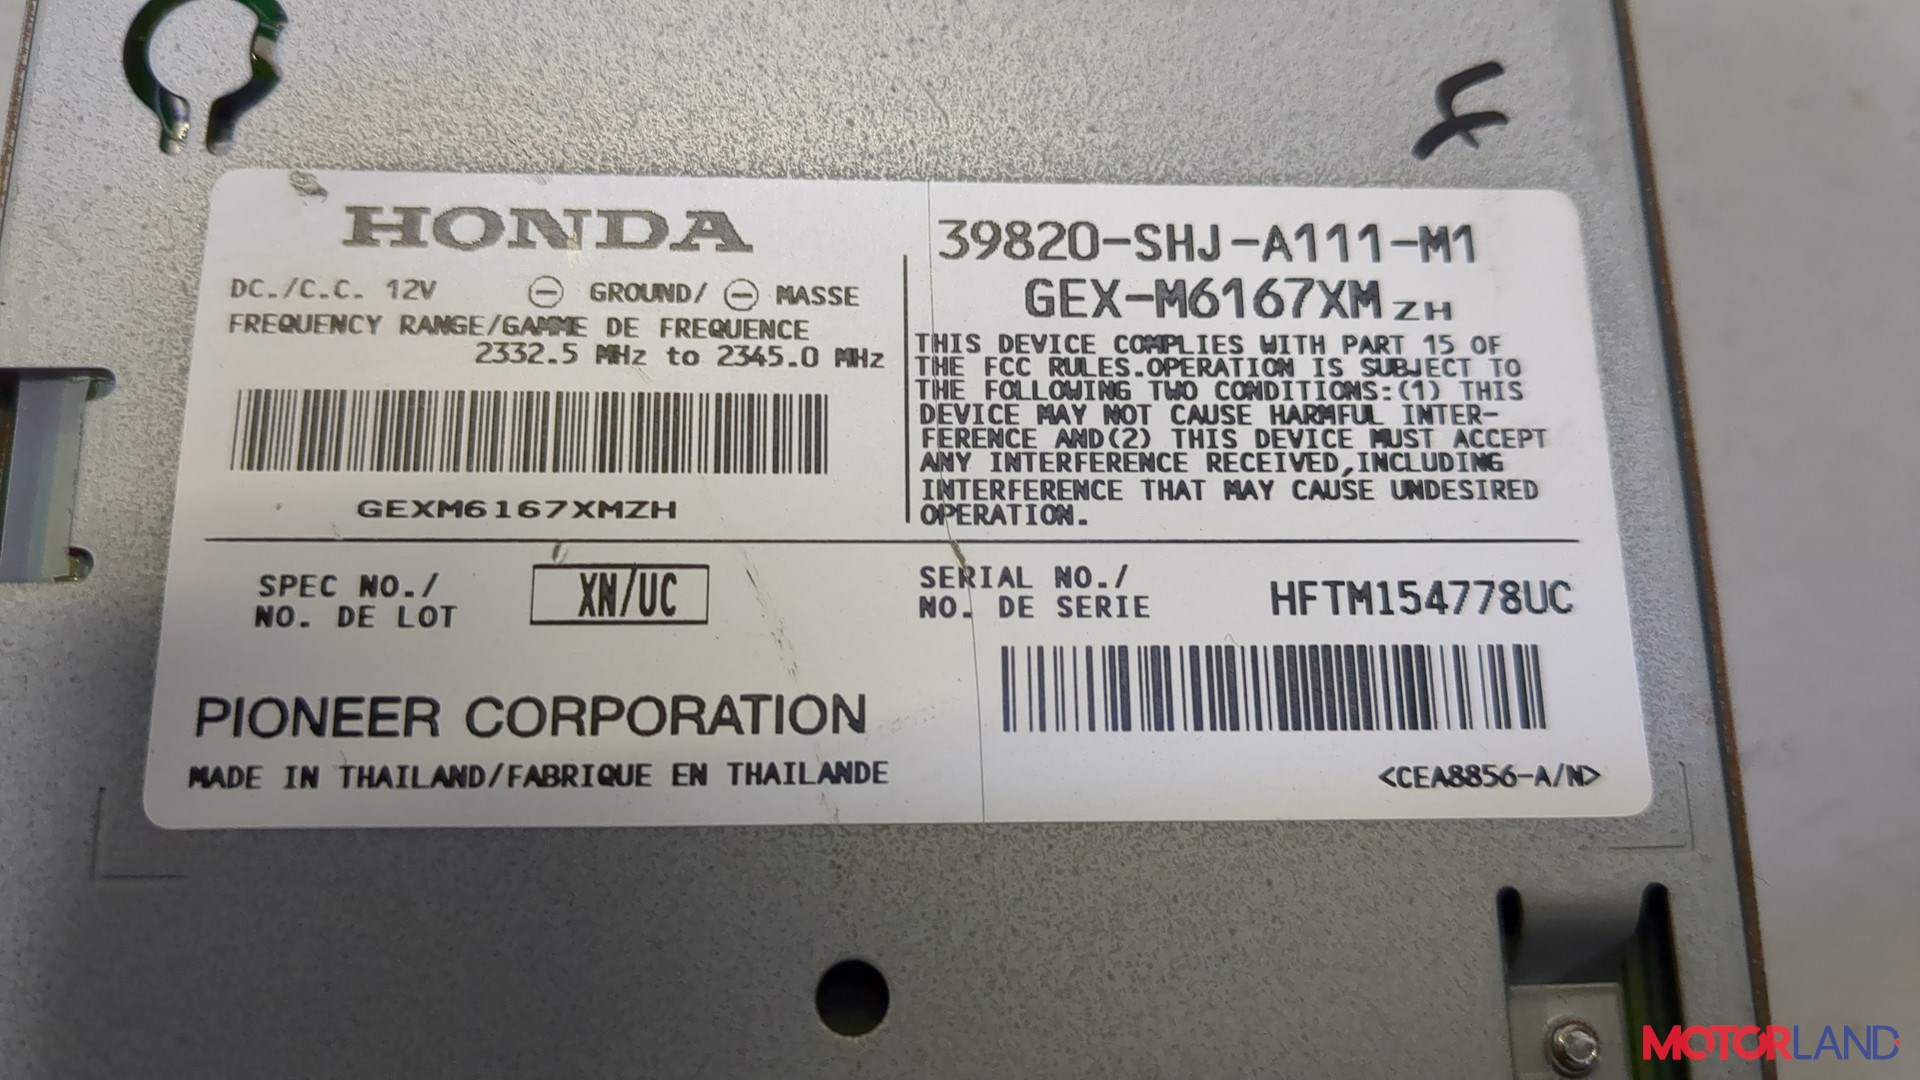 HONDA
DC./C.C. 12V ⊖ GROUND/ ⊖ MASSE
FREQUENCY RANGE/GAMME DE FREQUENCE
2332.5 MHz to 2345.0 MHz
GEXM6167XMZH
39820-SHJ-A111-M1
GEX-M6167XM ZH
THIS DEVICE COMPLIES WITH PART 15 OF
THE FCC RULES.OPERATION IS SUBJECT TO
THE FOLLOWING TWO CONDITIONS:(1) THIS
DEVICE MAY NOT CAUSE HARMFUL INTER-
FERENCE AND(2) THIS DEVICE MUST ACCEPT
ANY INTERFERENCE RECEIVED,INCLUDING
INTERFERENCE THAT MAY CAUSE UNDESIRED
OPERATION.
SPEC NO./
NO. DE LOT
XN/UC
SERIAL NO./
NO. DE SERIE
HFTM154778UC
PIONEER CORPORATION
MADE IN THAILAND/FABRIQUE EN THAILANDE
<CEA8856-A/N>
MOTORLAND